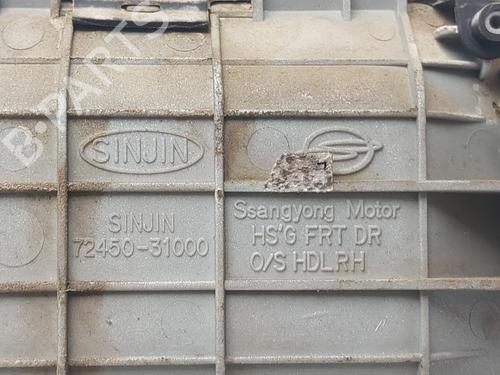 B-PARTS
SINJIN
SINJIN
72450-31000
Ssangyong Motor
HS'G FRT DR
O/S HDLRH